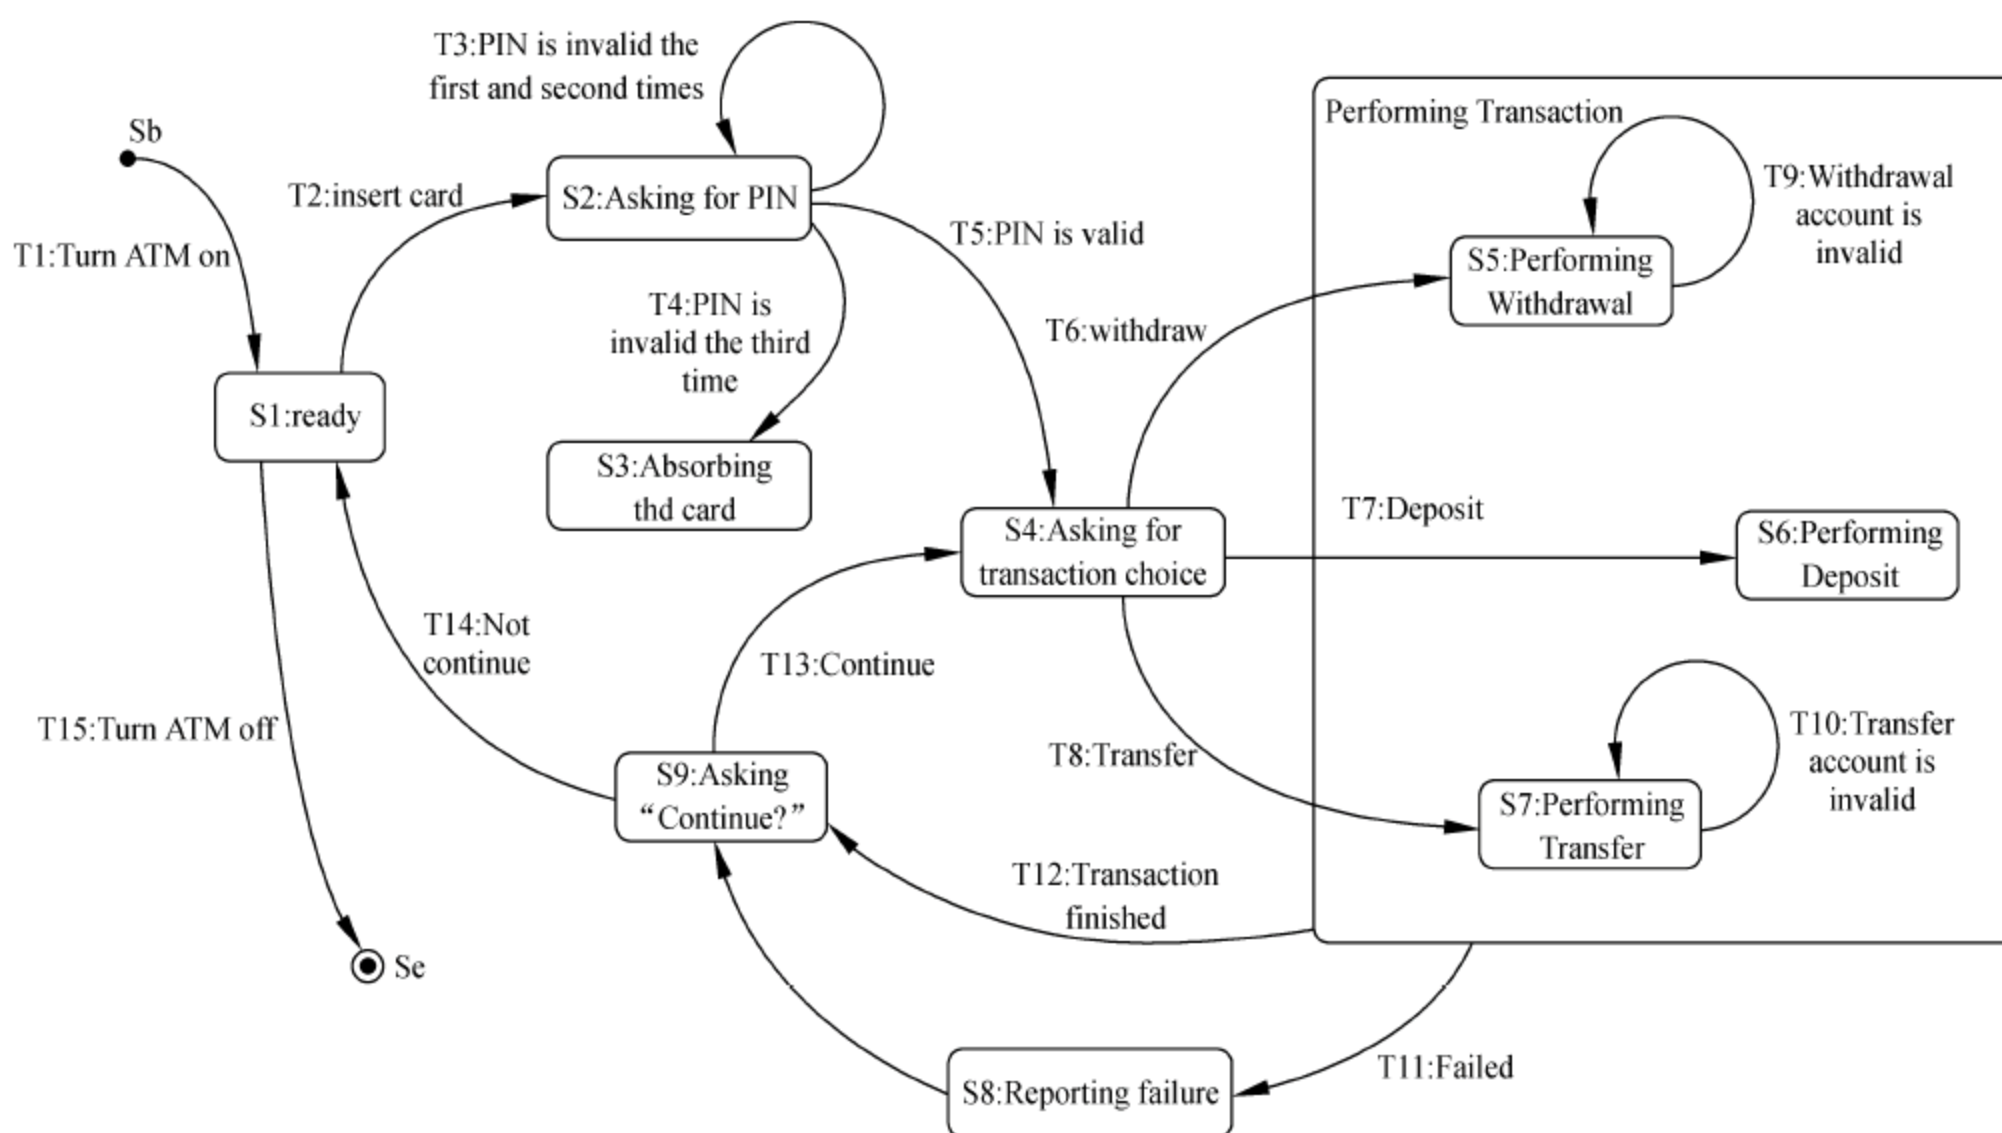 T3:PIN is invalid the
first and second times
Sb
T2:insert card
S2:Asking for PIN
T1:Turn ATM on
T5:PIN is valid
T4:PIN is
invalid the third
time
S1:ready
S3:Absorbing
thd card
Performing Transaction
T9:Withdrawal
account is
invalid
S5:Performing
Withdrawal
T6:withdraw
T7:Deposit
S4:Asking for
transaction choice
S6:Performing
Deposit
T14:Not
continue
T13:Continue
T15:Turn ATM off
T8:Transfer
T10:Transfer
account is
invalid
S9:Asking
“Continue?”
S7:Performing
Transfer
T12:Transaction
finished
Se
T11:Failed
S8:Reporting failure